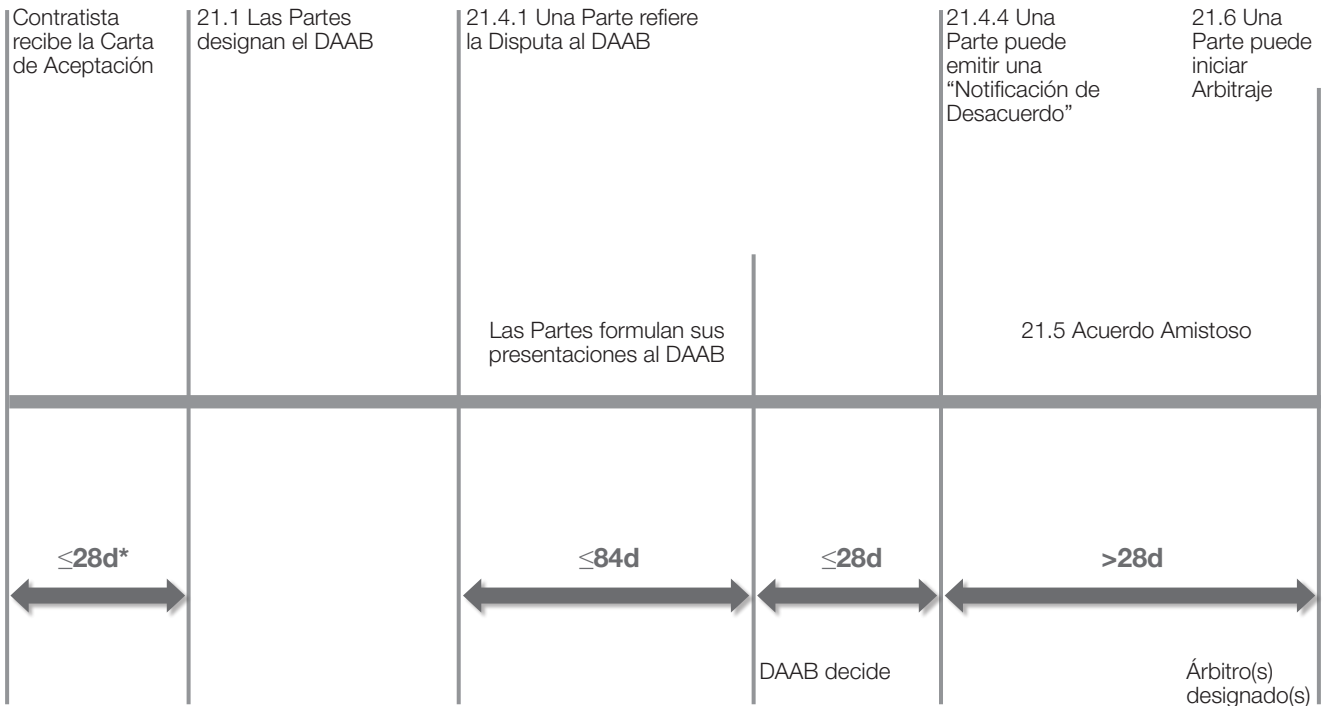 Contratista
recibe la Carta
de Aceptación
21.1 Las Partes
designan el DAAB
21.4.1 Una Parte refiere
la Disputa al DAAB
21.4.4 Una
Parte puede
emitir una
“Notificación de
Desacuerdo”
21.6 Una
Parte puede
iniciar
Arbitraje
Las Partes formulan sus
presentaciones al DAAB
21.5 Acuerdo Amistoso
≤28d*
≤84d
≤28d
>28d
DAAB decide
Árbitro(s)
designado(s)